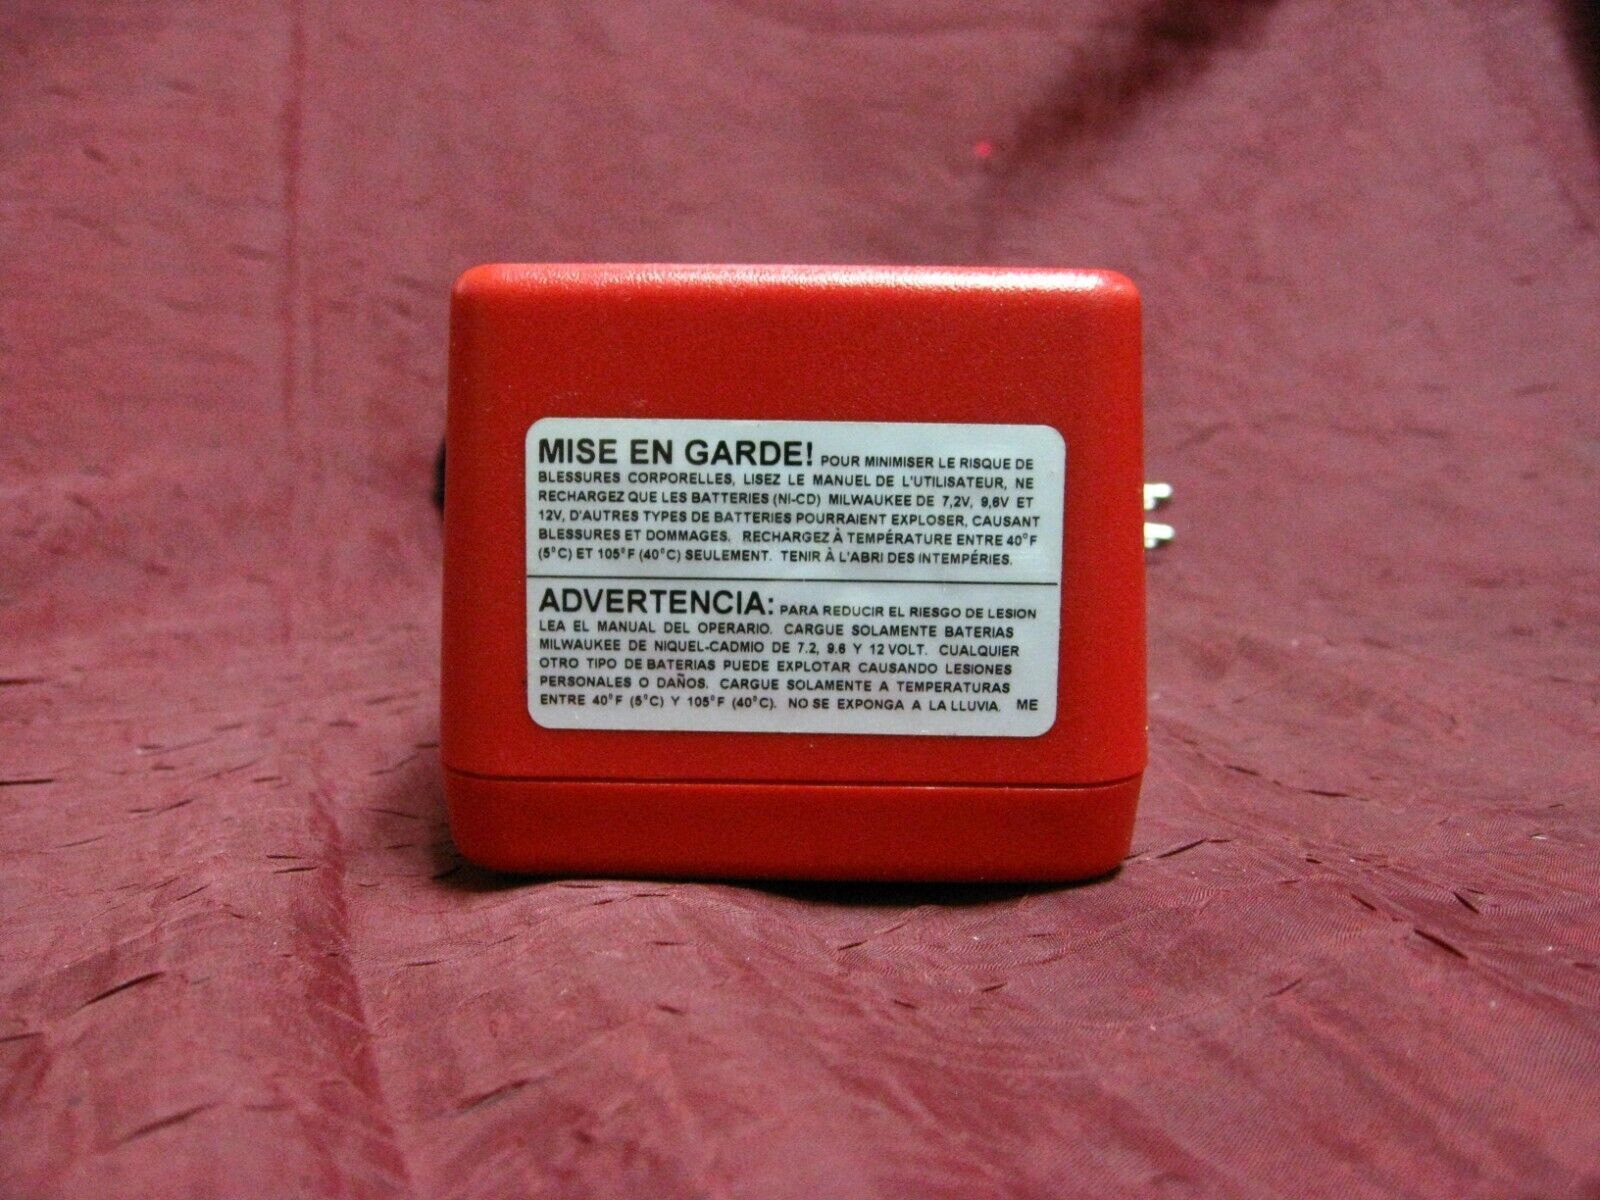 MISE EN GARDE! POUR MINIMISER LE RISQUE DE
BLESSURES CORPORELLES, LISEZ LE MANUEL DE L'UTILISATEUR, NE
RECHARGEZ QUE LES BATTERIES (NI-CD) MILWAUKEE DE 7,2V, 9,6V ET
12V, D'AUTRES TYPES DE BATTERIES POURRAIENT EXPLOSER, CAUSANT
BLESSURES ET DOMMAGES. RECHARGEZ À TEMPÉRATURE ENTRE 40°F
(5°C) ET 105°F (40°C) SEULEMENT. TENIR À L'ABRI DES INTEMPÉRIES.
ADVERTENCIA: PARA REDUCIR EL RIESGO DE LESION
LEA EL MANUAL DEL OPERARIO. CARGUE SOLAMENTE BATERIAS
MILWAUKEE DE NIQUEL-CADMIO DE 7.2, 9.6 Y 12 VOLT. CUALQUIER
OTRO TIPO DE BATERIAS PUEDE EXPLOTAR CAUSANDO LESIONES
PERSONALES O DAÑOS. CARGUE SOLAMENTE A TEMPERATURAS
ENTRE 40°F (5°C) Y 105°F (40°C). NO SE EXPONGA A LA LLUVIA. ME